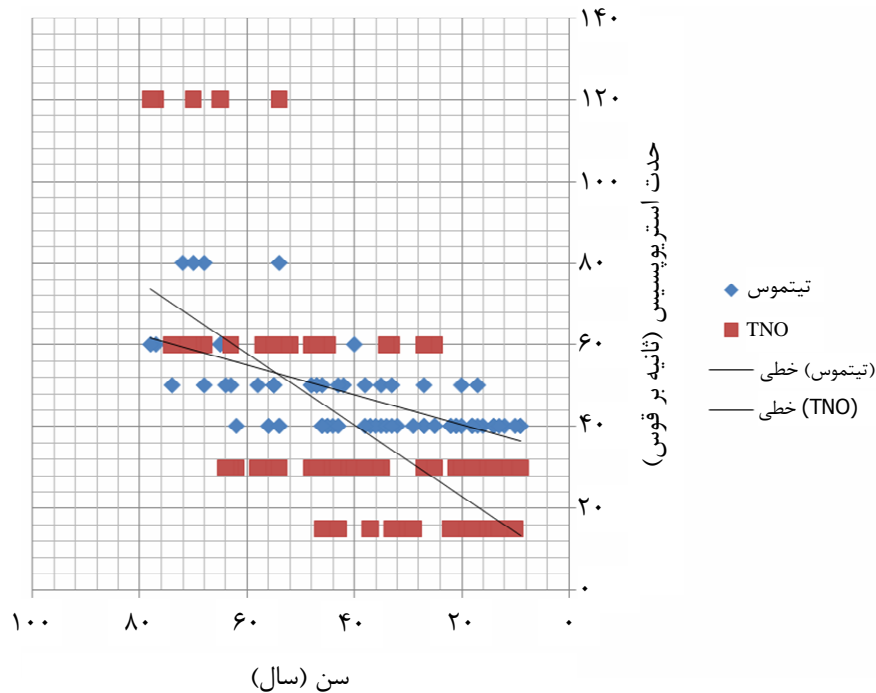 ۱۴۰
۱۲۰
۱۰۰
۸۰
۶۰
۴۰
۲۰
۰
حدت استریوپسیس (ثانیه بر قوس)
۱۰۰ ۸۰ ۶۰ ۴۰ ۲۰ ۰
سن (سال)
تیتموس
TNO
خطی (تیتموس)
خطی (TNO)